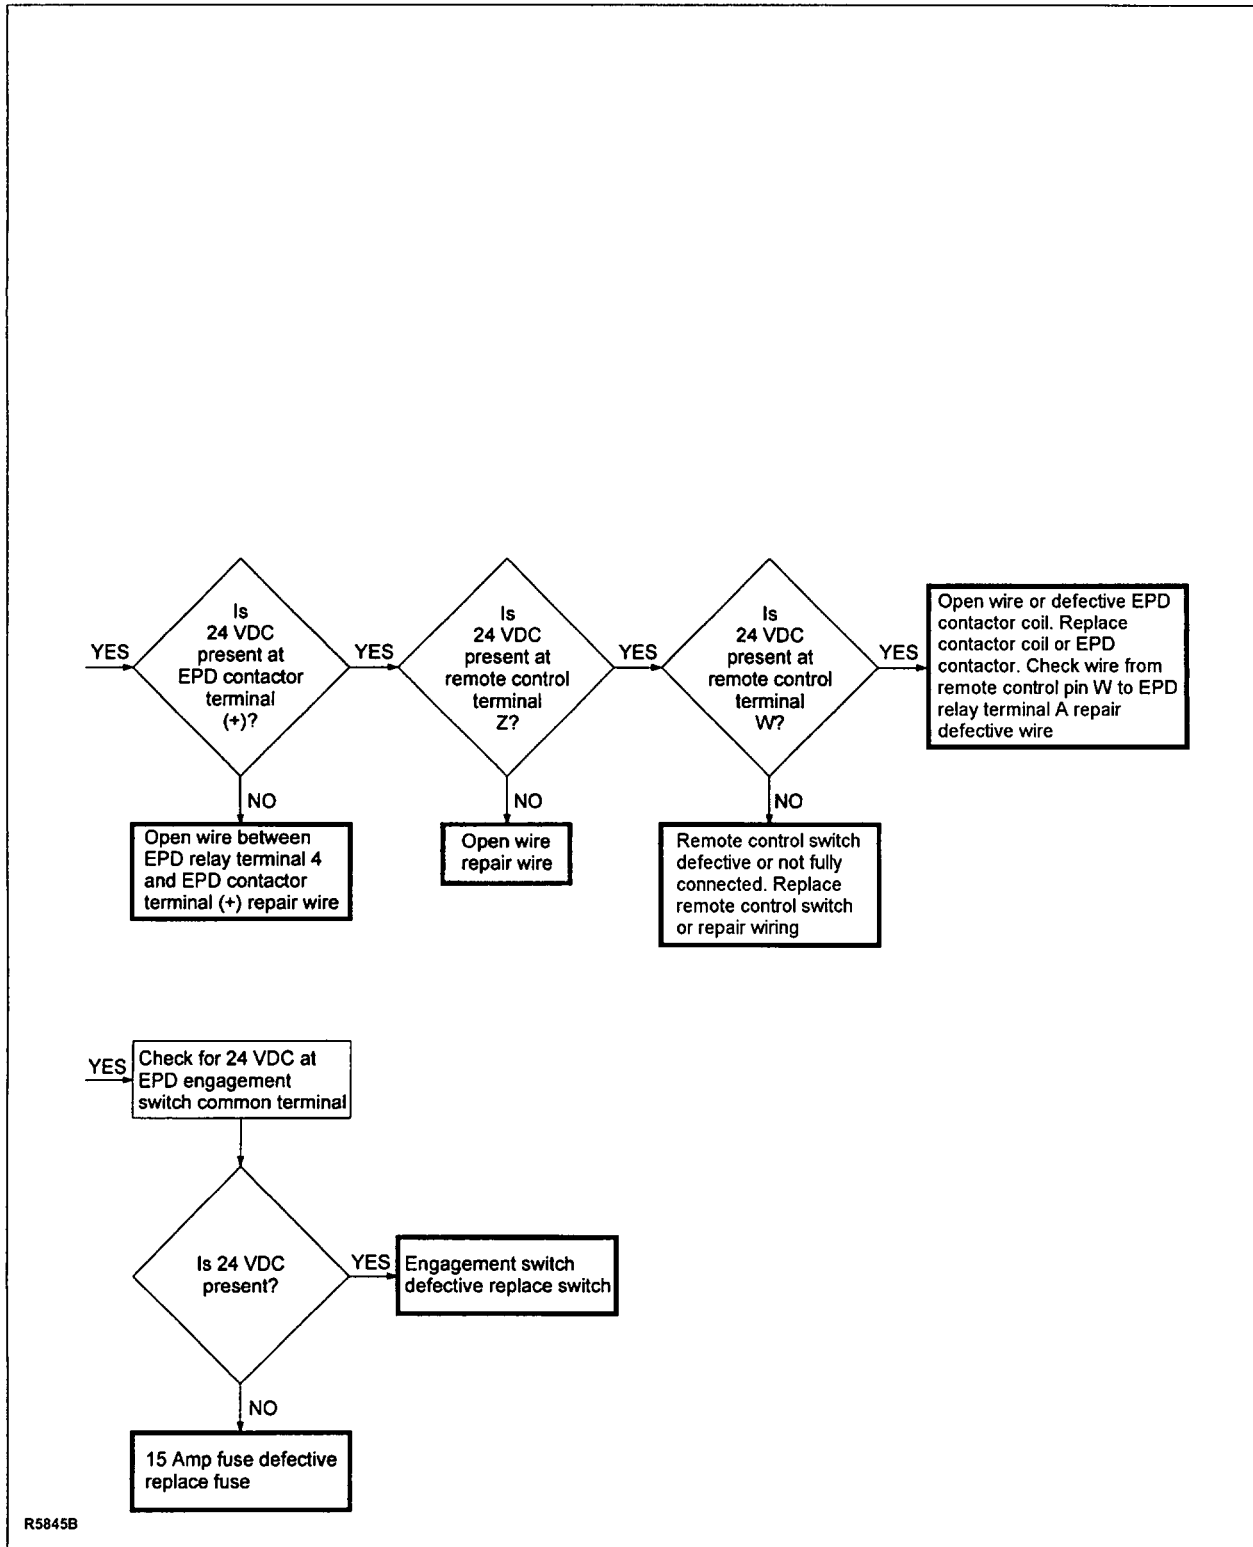 YES
Is
24 VDC
present at
EPD contactor
terminal
(+)?
YES
Is
24 VDC
present at
remote control
terminal
Z?
YES
Is
24 VDC
present at
remote control
terminal
W?
YES
Open wire or defective EPD
contactor coil. Replace
contactor coil or EPD
contactor. Check wire from
remote control pin W to EPD
relay terminal A repair
defective wire
NO
Open wire between
EPD relay terminal 4
and EPD contactor
terminal (+) repair wire
NO
Open wire
repair wire
NO
Remote control switch
defective or not fully
connected. Replace
remote control switch
or repair wiring
YES
Check for 24 VDC at
EPD engagement
switch common terminal
Is 24 VDC
present?
YES
Engagement switch
defective replace switch
NO
15 Amp fuse defective
replace fuse
R5845B